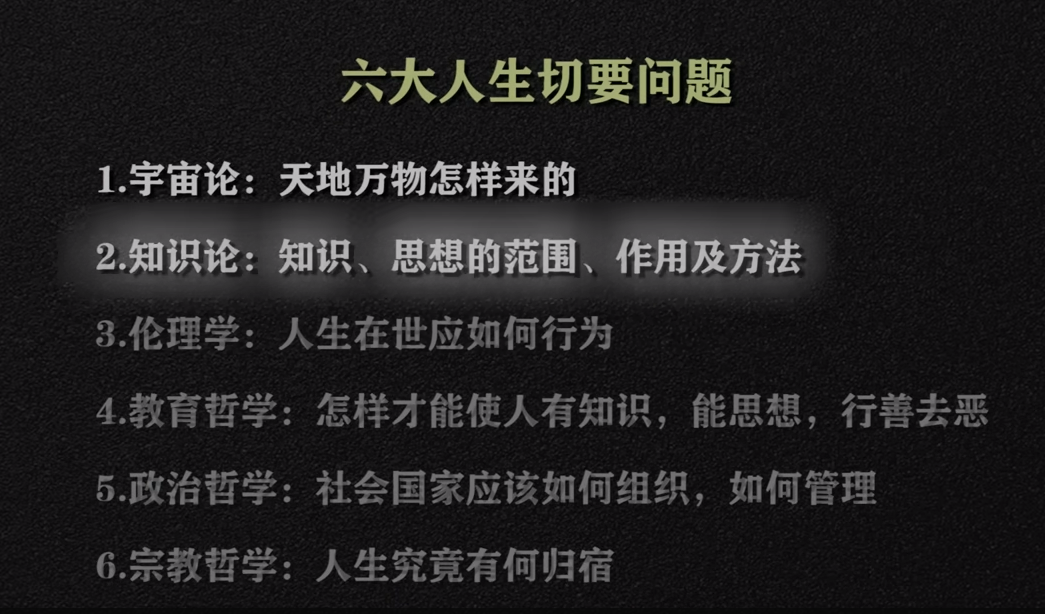 六大人生切要问题
1.宇宙论：天地万物怎样来的
2.知识论：知识、思想的范围、作用及方法
3.伦理学：人生在世应如何行为
4.教育哲学：怎样才能使人有知识，能思想，行善去恶
5.政治哲学：社会国家应该如何组织，如何管理
6.宗教哲学：人生究竟有何归宿